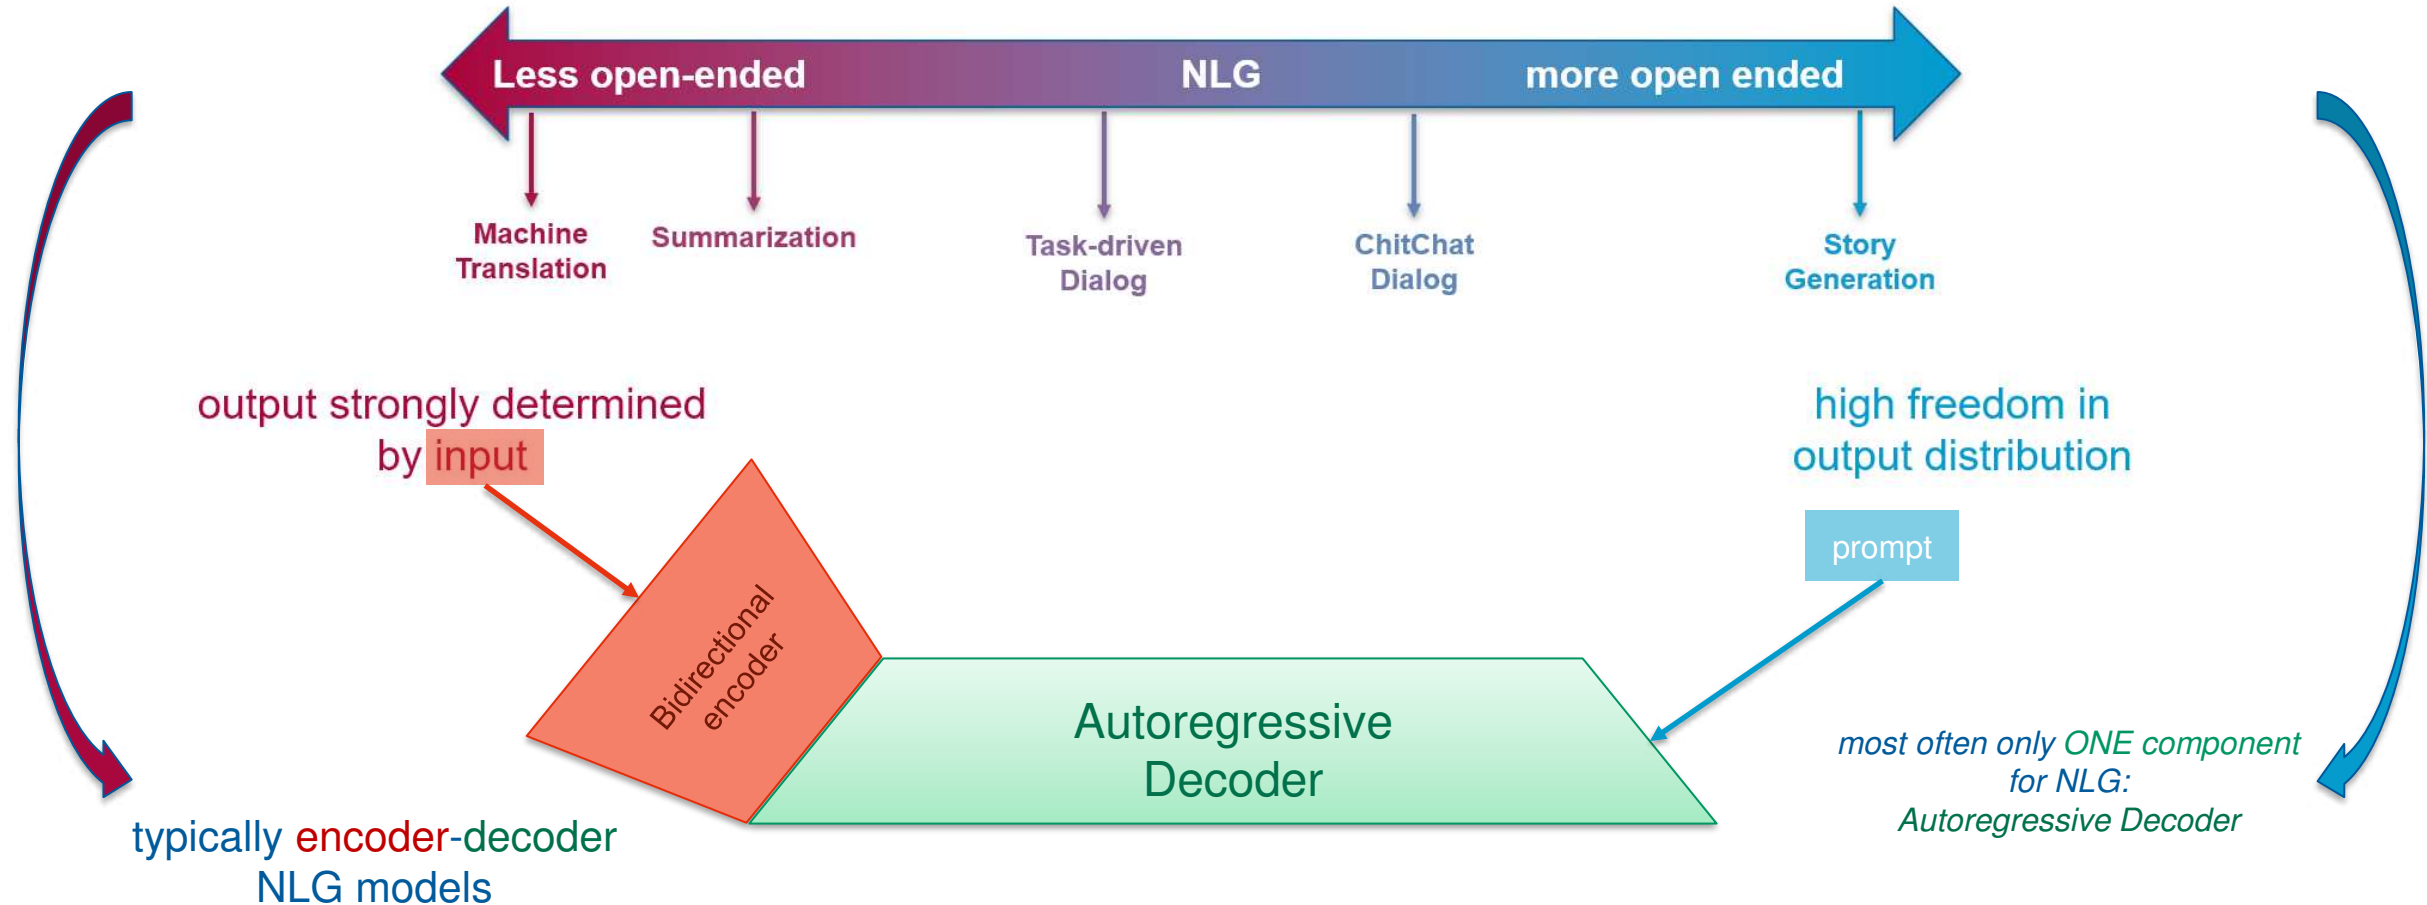 Less open-ended
NLG
more open ended
Machine
Translation
Summarization
Task-driven
Dialog
ChitChat
Dialog
Story
Generation
output strongly determined
by input
high freedom in
output distribution
prompt
Bidirectional
encoder
Autoregressive
Decoder
most often only ONE component
for NLG:
Autoregressive Decoder
typically encoder-decoder
NLG models